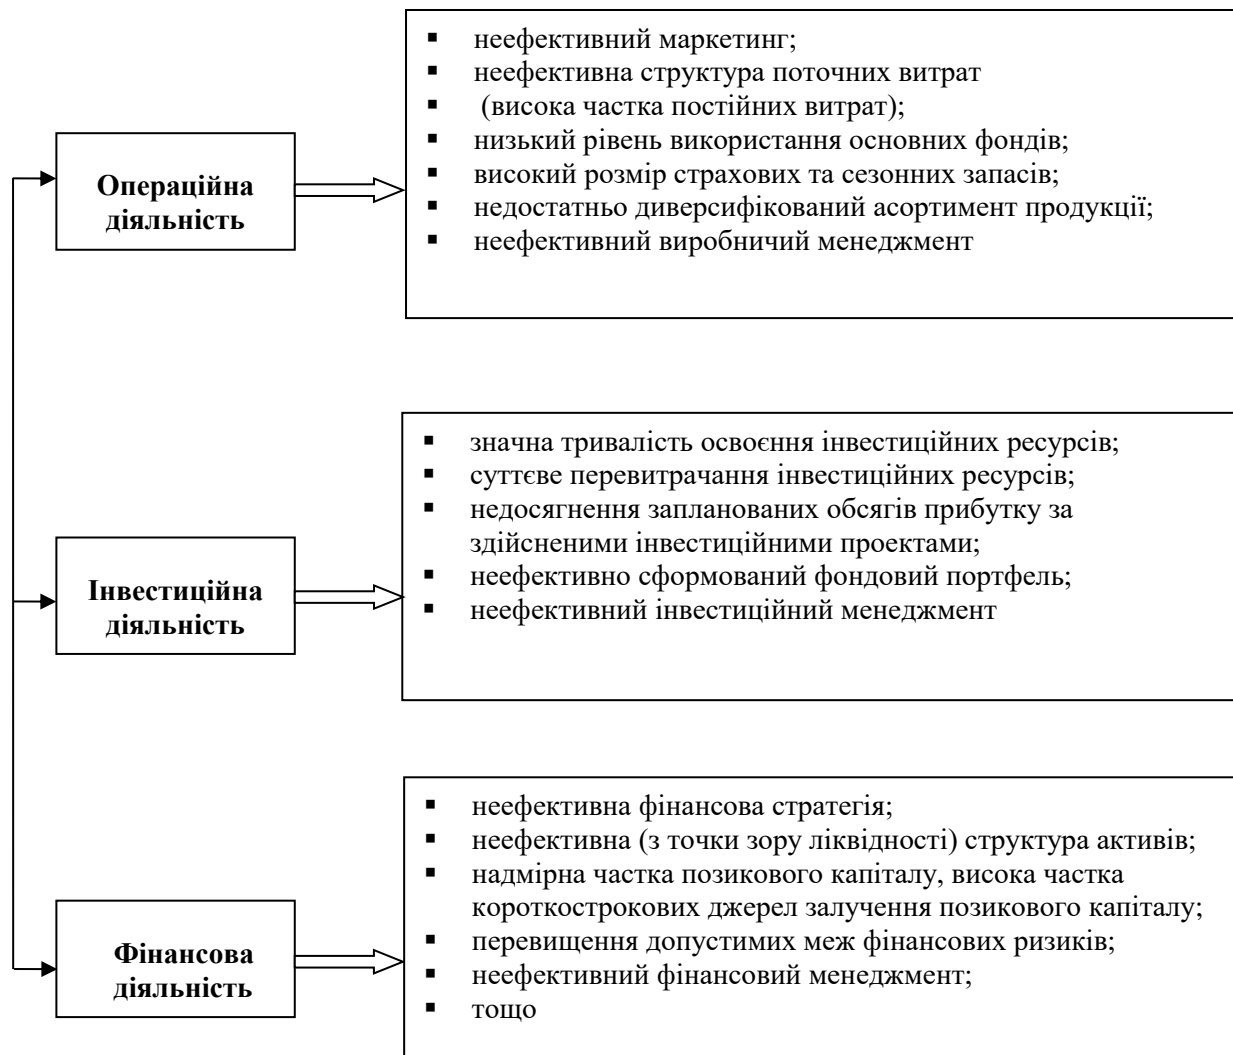 Операційна
діяльність
▪ неефективний маркетинг;
▪ неефективна структура поточних витрат
▪ (висока частка постійних витрат);
▪ низький рівень використання основних фондів;
▪ високий розмір страхових та сезонних запасів;
▪ недостатньо диверсифікований асортимент продукції;
▪ неефективний виробничий менеджмент
Інвестиційна
діяльність
▪ значна тривалість освоєння інвестиційних ресурсів;
▪ суттєве перевитрачання інвестиційних ресурсів;
▪ недосягнення запланованих обсягів прибутку за
здійсненими інвестиційними проектами;
▪ неефективно сформований фондовий портфель;
▪ неефективний інвестиційний менеджмент
Фінансова
діяльність
▪ неефективна фінансова стратегія;
▪ неефективна (з точки зору ліквідності) структура активів;
▪ надмірна частка позикового капіталу, висока частка
короткострокових джерел залучення позикового капіталу;
▪ перевищення допустимих меж фінансових ризиків;
▪ неефективний фінансовий менеджмент;
▪ тощо